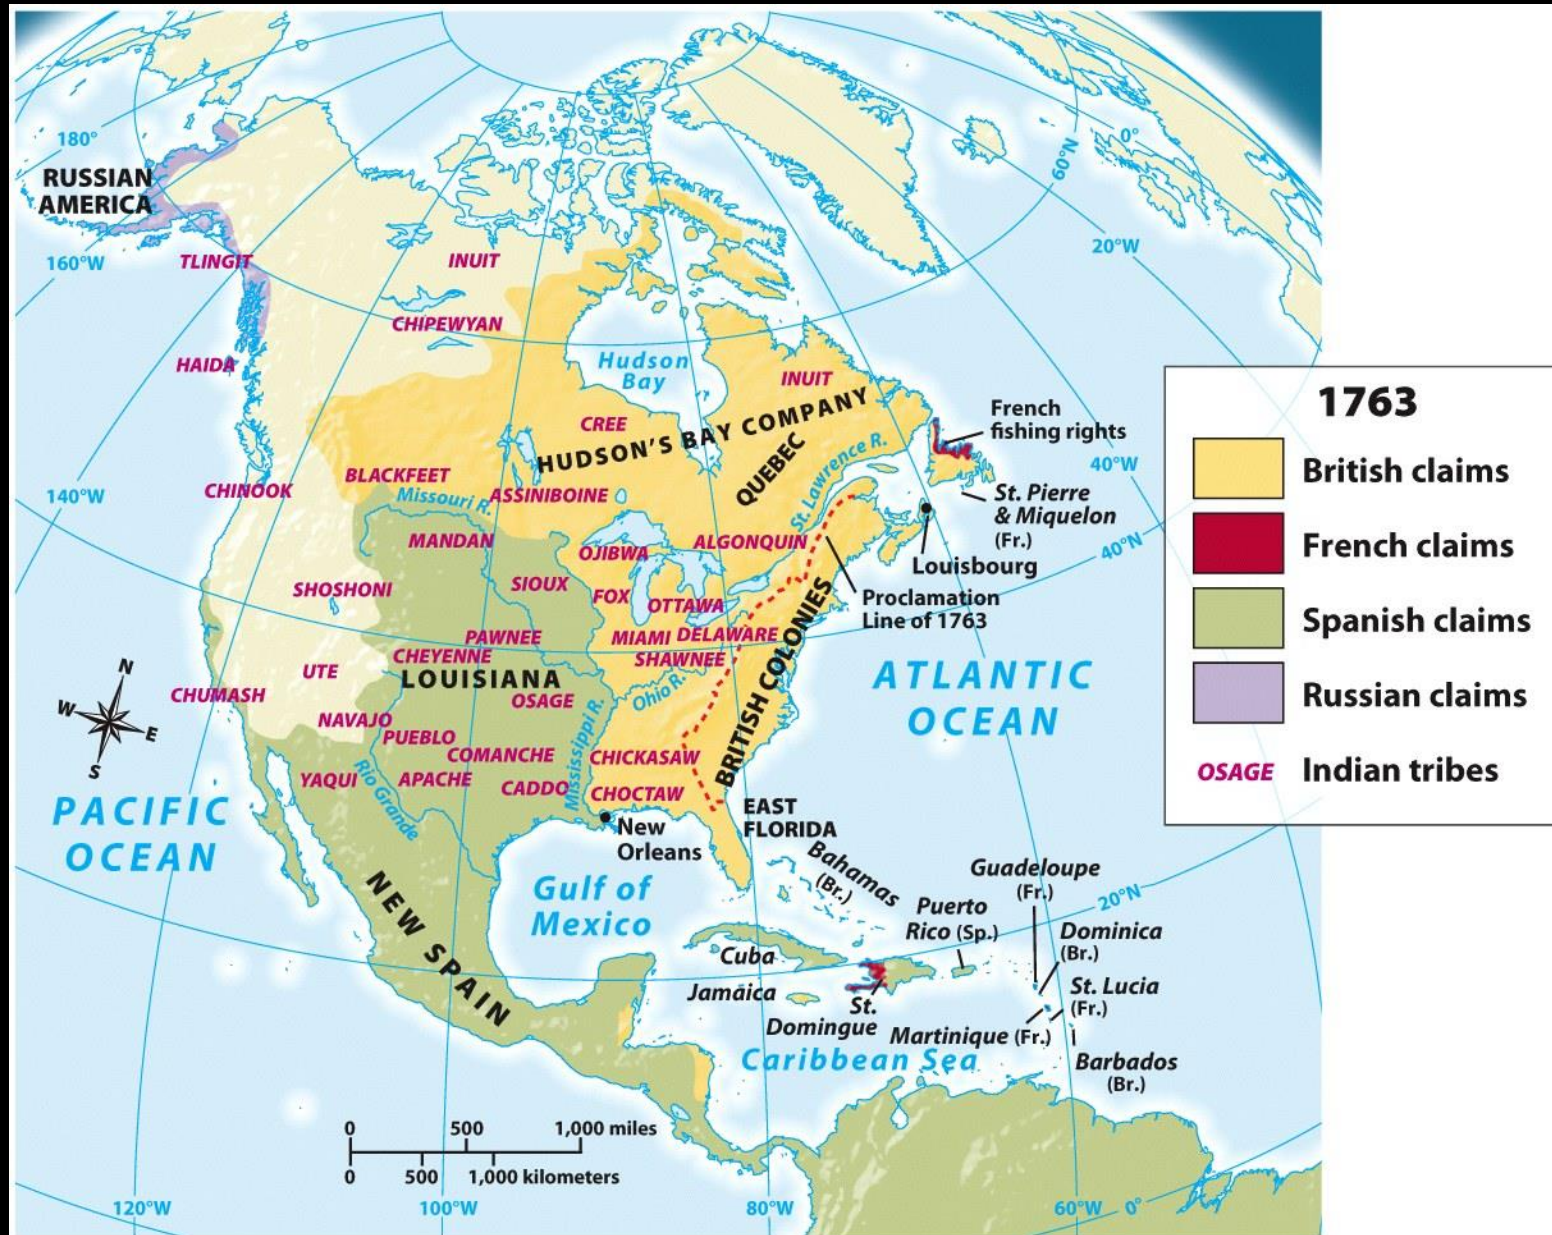 180°
0°
60°N
RUSSIAN
AMERICA
160°W
20°W
TLINGIT
INUIT
CHIPEWYAN
HAIDA
Hudson
Bay
INUIT
CREE
HUDSON'S BAY COMPANY
QUEBEC
St. Lawrence R.
French
fishing rights
40°W
BLACKFEET
CHINOOK
140°W
Missouri R.
ASSINIBOINE
St. Pierre
& Miquelon
(Fr.)
MANDAN
OJIBWA
ALGONQUIN
40°N
Louisbourg
SHOSHONI
SIOUX
FOX
OTTAWA
Proclamation
Line of 1763
PAWNEE
MIAMI
DELAWARE
CHEYENNE
SHAWNEE
UTE
LOUISIANA
BRITISH COLONIES
ATLANTIC
OCEAN
N
W
E
S
CHUMASH
OSAGE
Ohio R.
NAVAJO
PUEBLO
Mississippi R.
COMANCHE
CHICKASAW
YAQUI
Rio Grande
APACHE
CADDO
CHOCTAW
PACIFIC
OCEAN
New
Orleans
EAST
FLORIDA
Bahamas
(Br.)
Gulf of
Mexico
NEW SPAIN
Guadeloupe
(Fr.)
20°N
Puerto
Rico (Sp.)
Dominica
(Br.)
Cuba
Jamaica
St.
Domingue
St. Lucia
(Fr.)
Martinique (Fr.)
Caribbean Sea
Barbados
(Br.)
0 500 1,000 miles
0 500 1,000 kilometers
120°W
100°W
80°W
60°W
0°
1763
British claims
French claims
Spanish claims
Russian claims
OSAGE Indian tribes